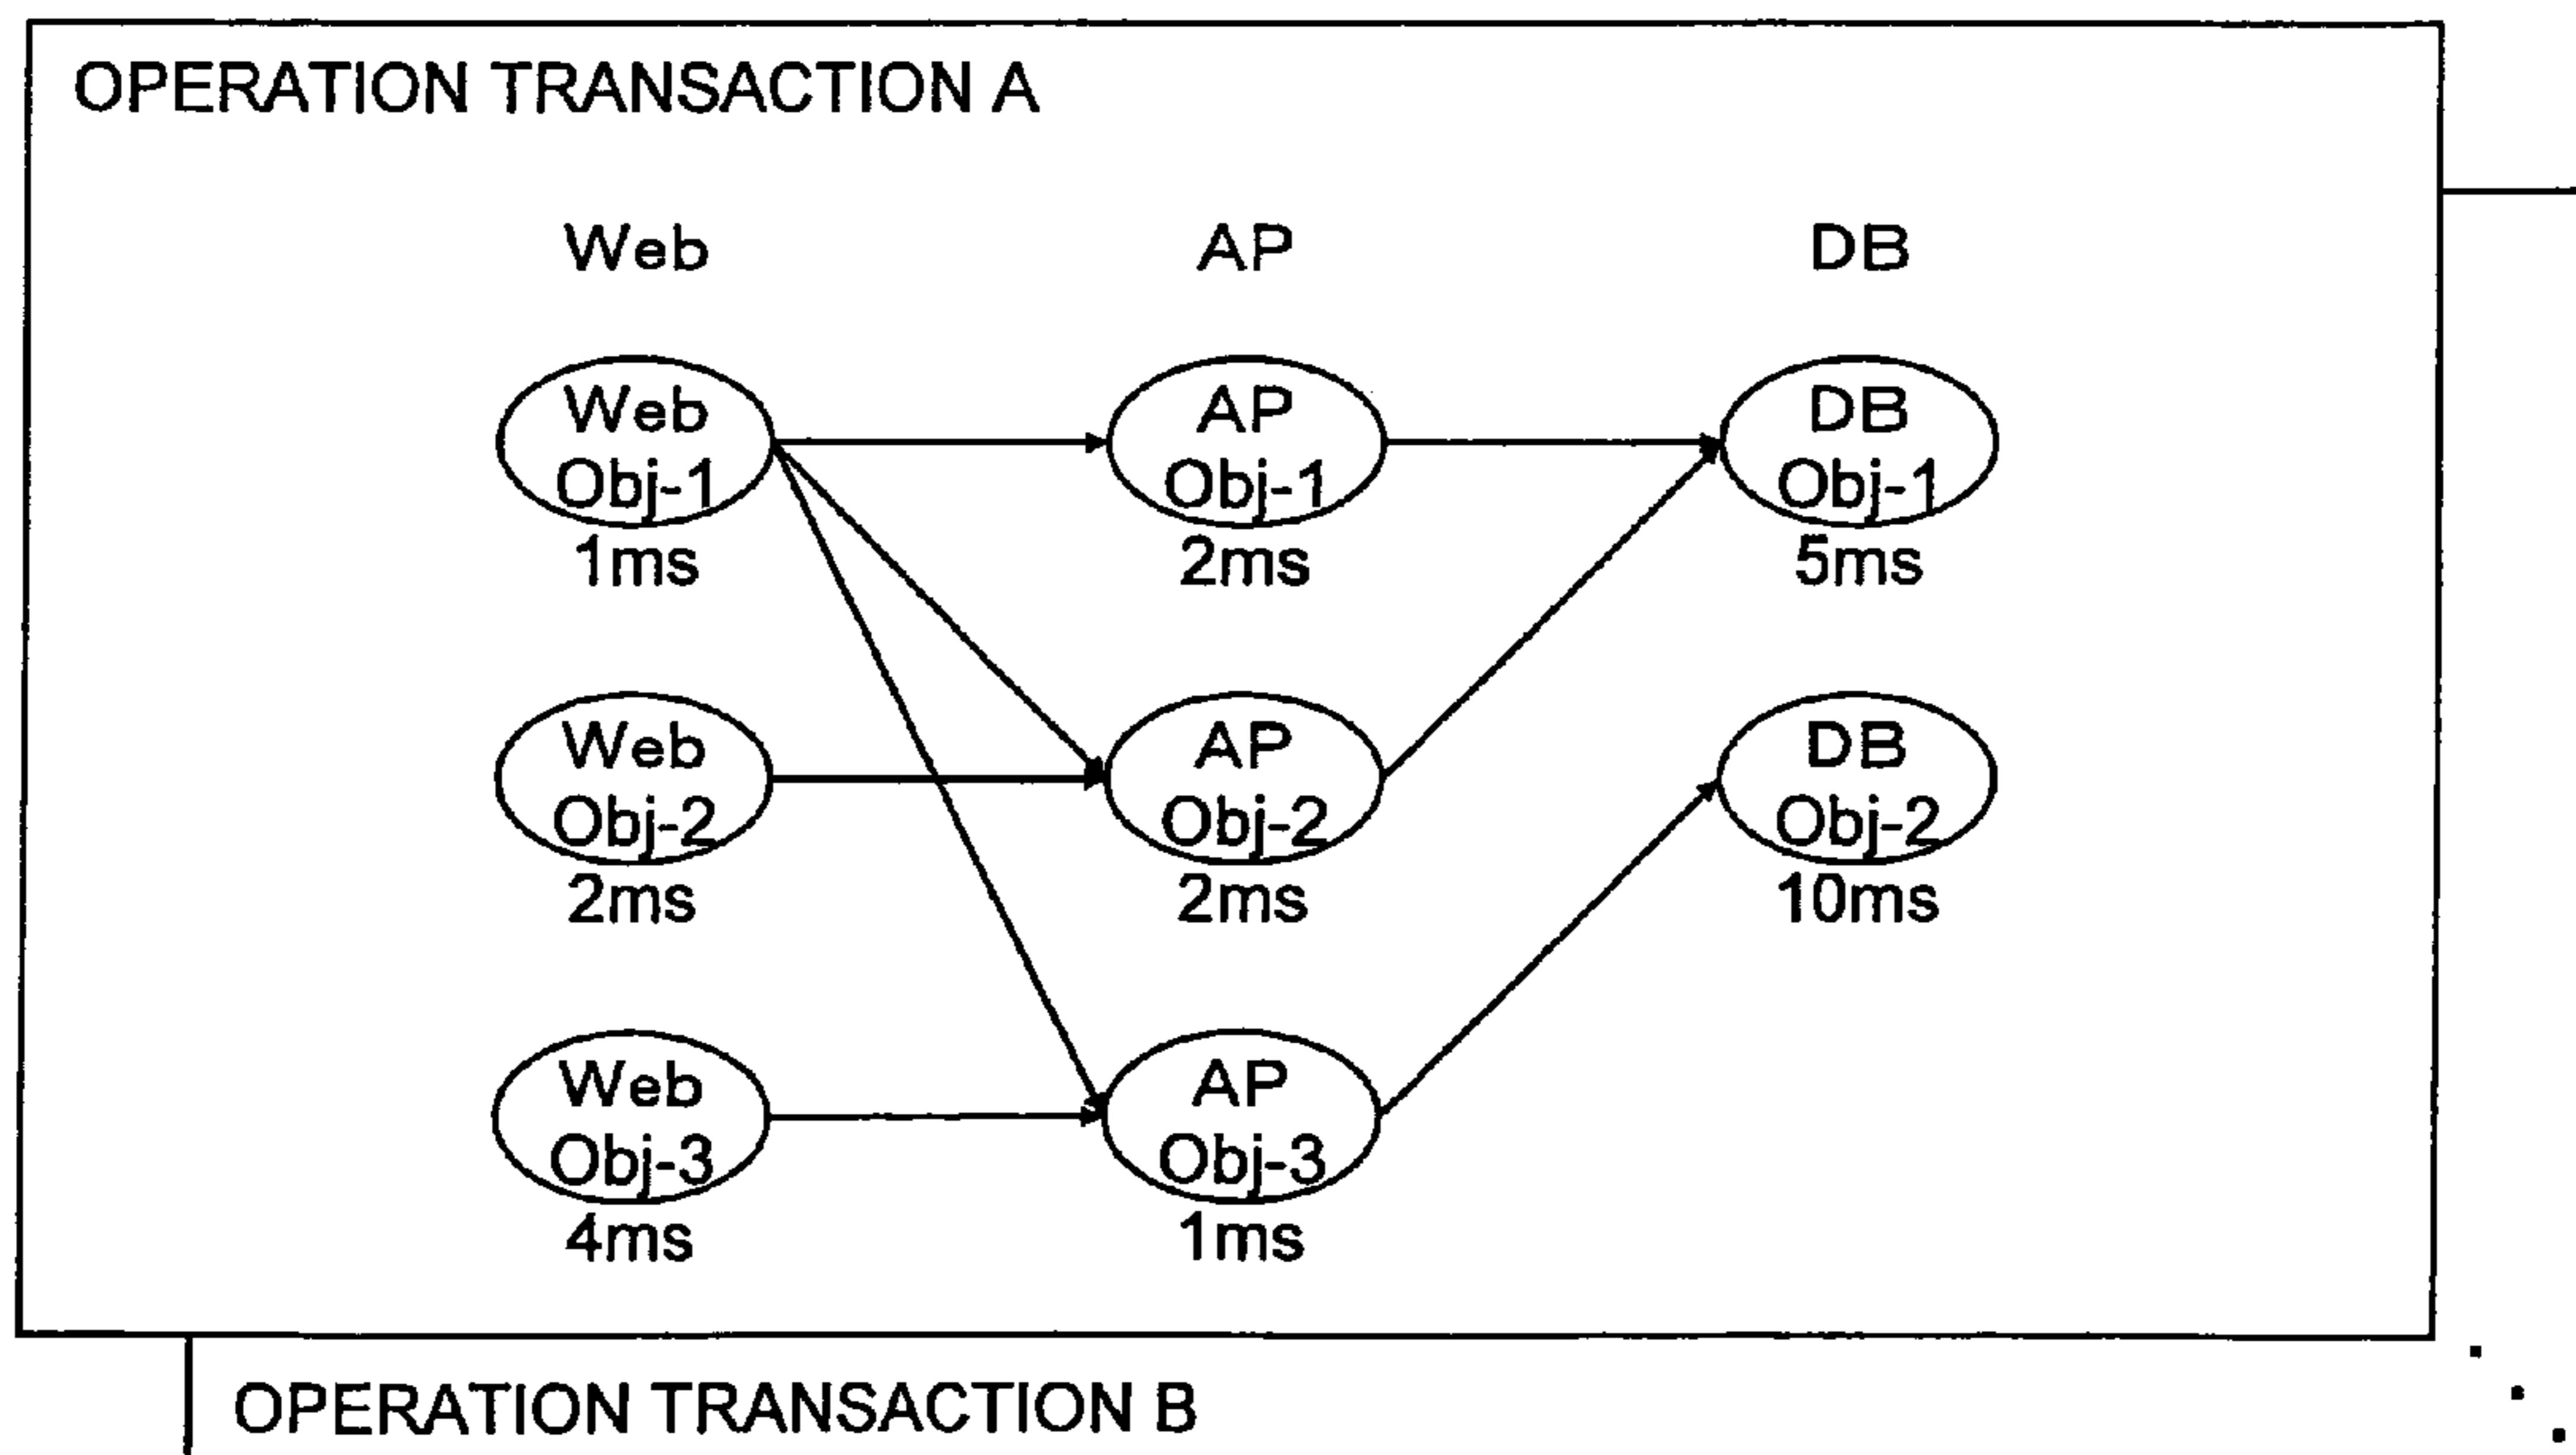 OPERATION TRANSACTION A
Web AP DB
Web AP DB
Obj-1 Obj-1 Obj-1
1ms 2ms 5ms
Web AP DB
Obj-2 Obj-2 Obj-2
2ms 2ms 10ms
Web AP
Obj-3 Obj-3
4ms 1ms
OPERATION TRANSACTION B